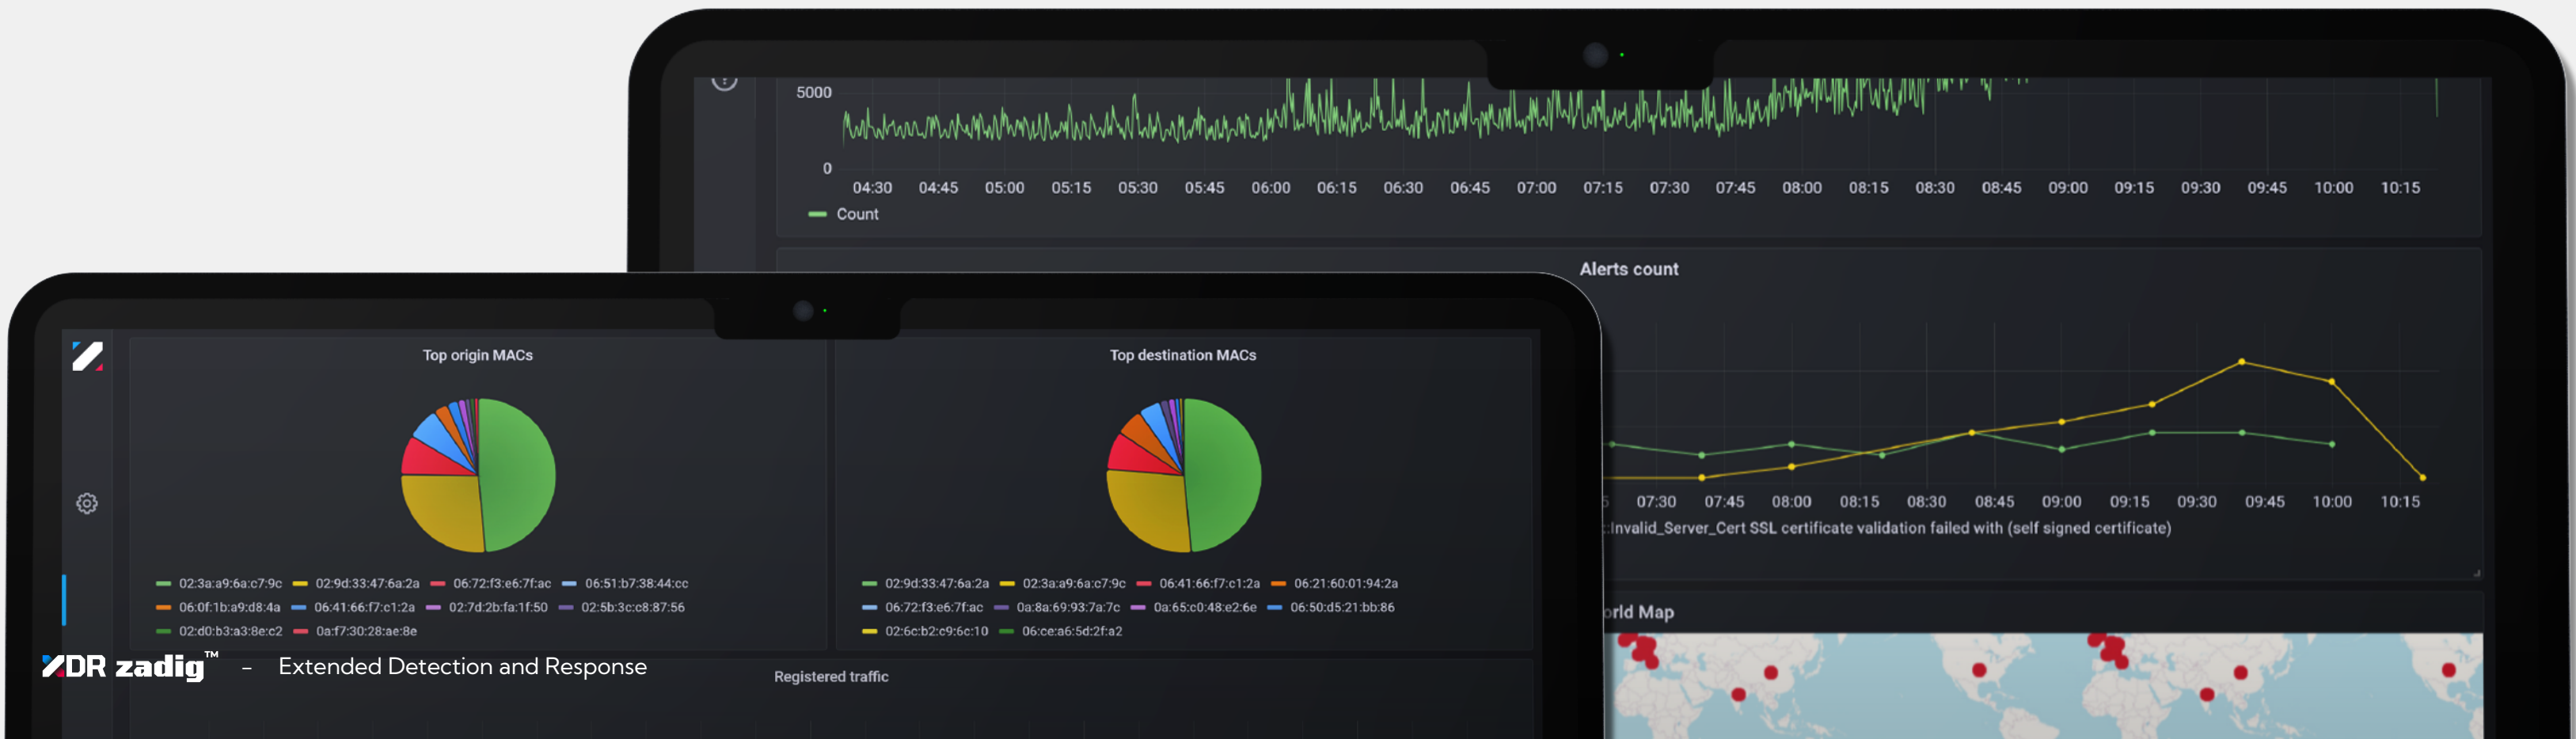 5000
0
04:30 04:45 05:00 05:15 05:30 05:45 06:00 06:15 06:30 06:45 07:00 07:15 07:30 07:45 08:00 08:15 08:30 08:45 09:00 09:15 09:30 09:45 10:00 10:15
Count
Alerts count
5 07:30 07:45 08:00 08:15 08:30 08:45 09:00 09:15 09:30 09:45 10:00 10:15
::Invalid_Server_Cert SSL certificate validation failed with (self signed certificate)
orld Map
Top origin MACs
02:3a:a9:6a:c7:9c 02:9d:33:47:6a:2a 06:72:f3:e6:7f:ac 06:51:b7:38:44:cc
06:0f:1b:a9:d8:4a 06:41:66:f7:c1:2a 02:7d:2b:fa:1f:50 02:5b:3c:c8:87:56
02:d0:b3:a3:8e:c2 0a:f7:30:28:ae:8e
Top destination MACs
02:9d:33:47:6a:2a 02:3a:a9:6a:c7:9c 06:41:66:f7:c1:2a 06:21:60:01:94:2a
06:72:f3:e6:7f:ac 0a:8a:69:93:7a:7c 0a:65:c0:48:e2:6e 06:50:d5:21:bb:86
02:6c:b2:c9:6c:10 06:ce:a6:5d:2f:a2
XDR zadig™ - Extended Detection and Response
Registered traffic